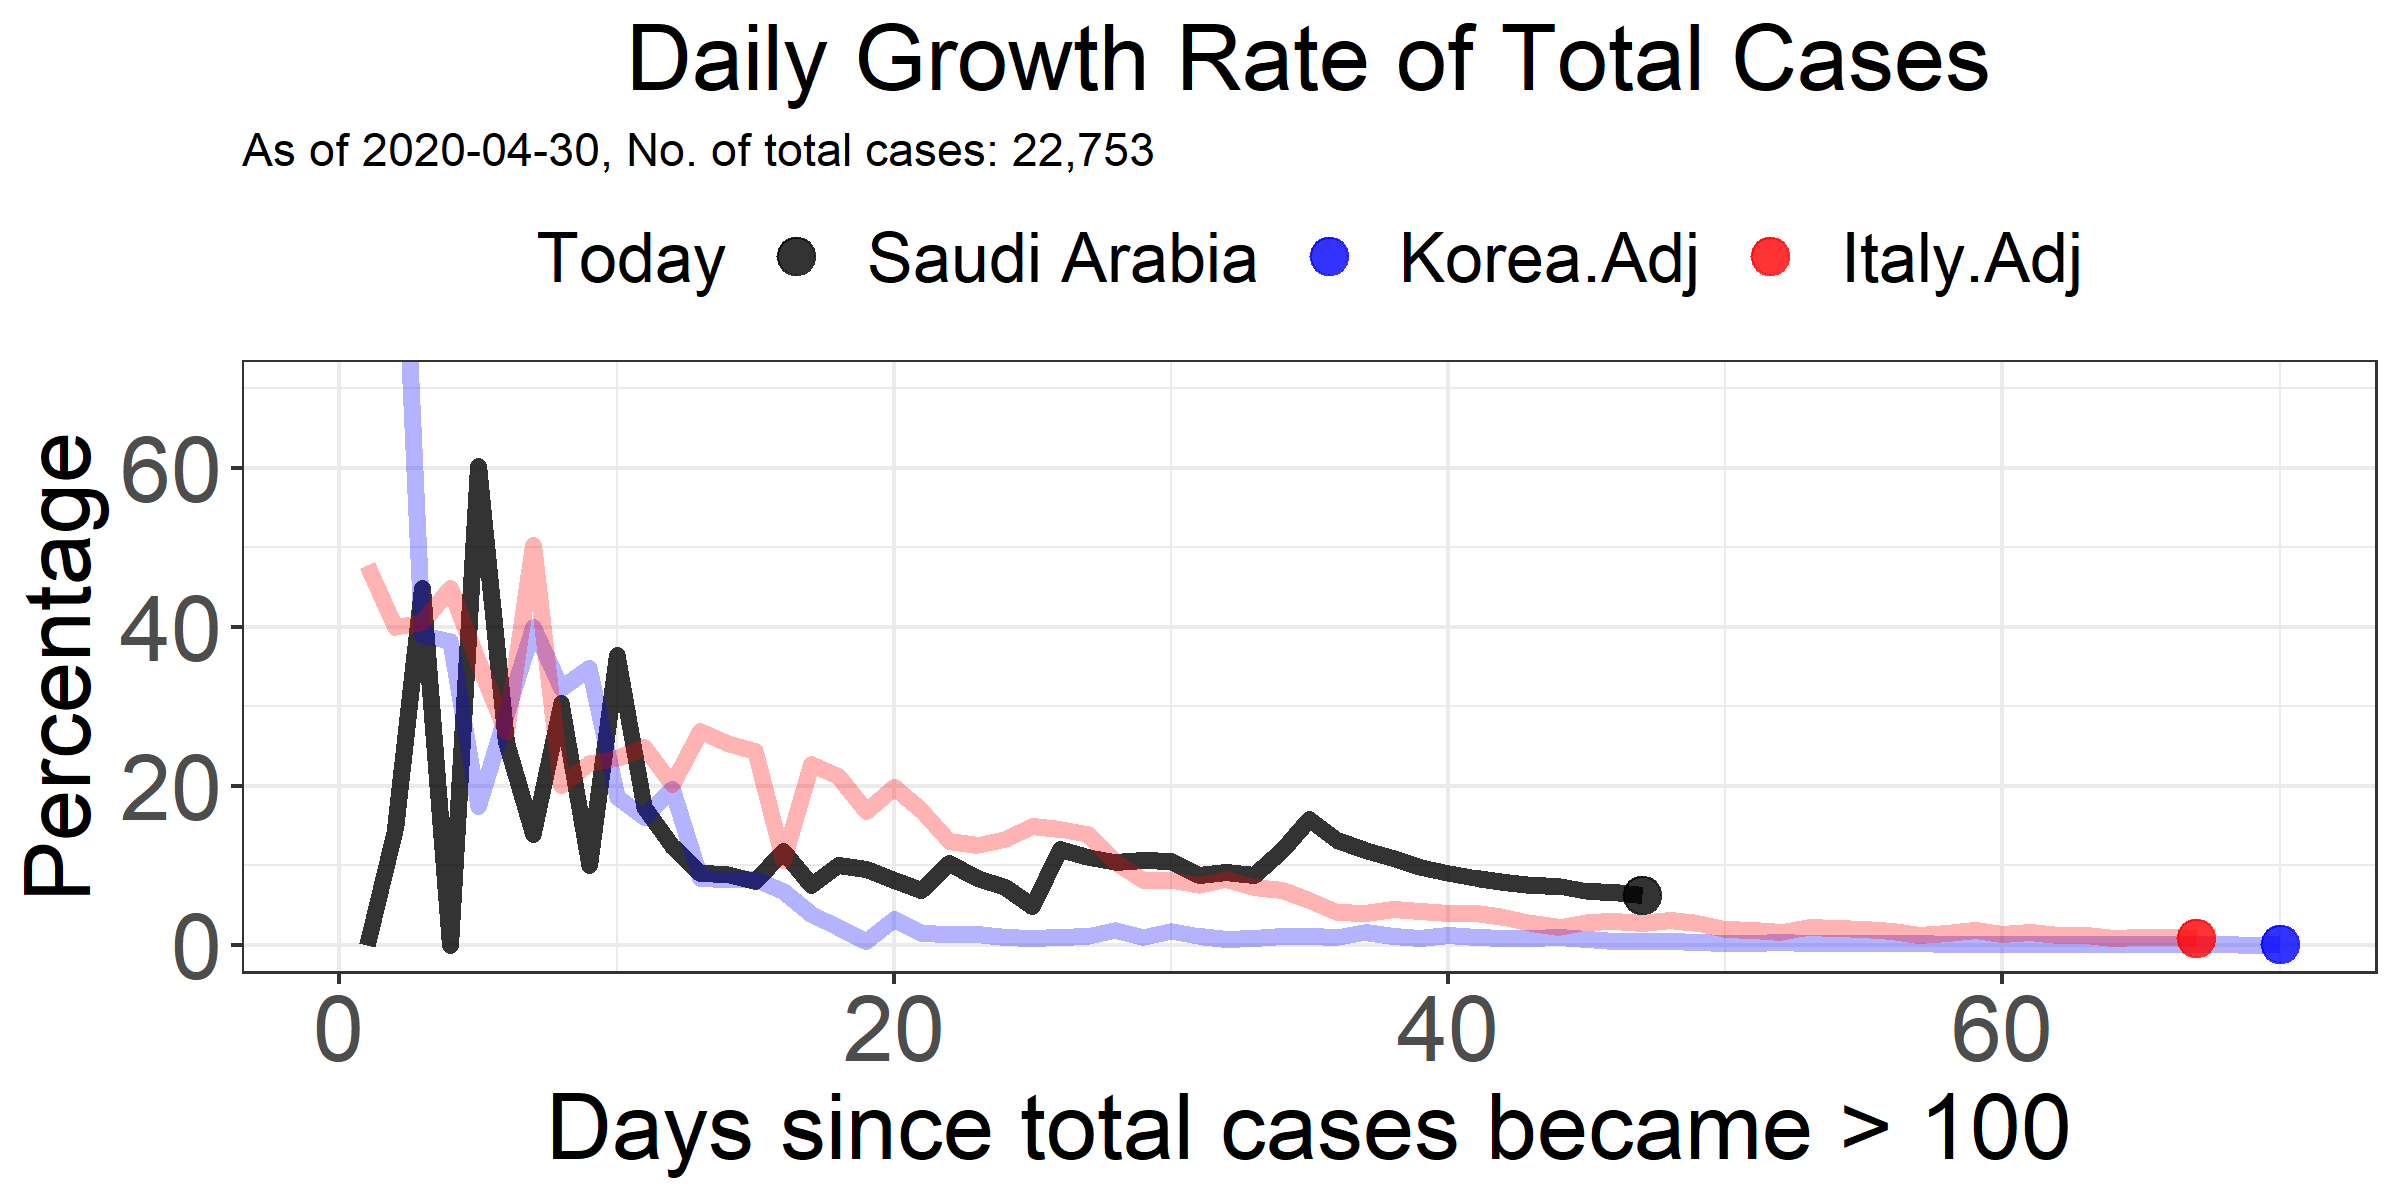 Daily Growth Rate of Total Cases
As of 2020-04-30, No. of total cases: 22,753
Today Saudi Arabia Korea.Adj Italy.Adj
Percentage
60
40
20
0
0 20 40 60
Days since total cases became > 100